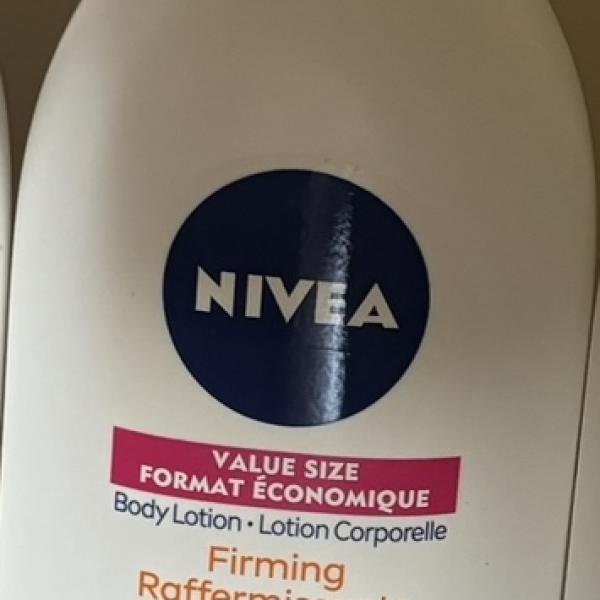 NIVEA
VALUE SIZE
FORMAT ÉCONOMIQUE
Body Lotion • Lotion Corporelle
Firming